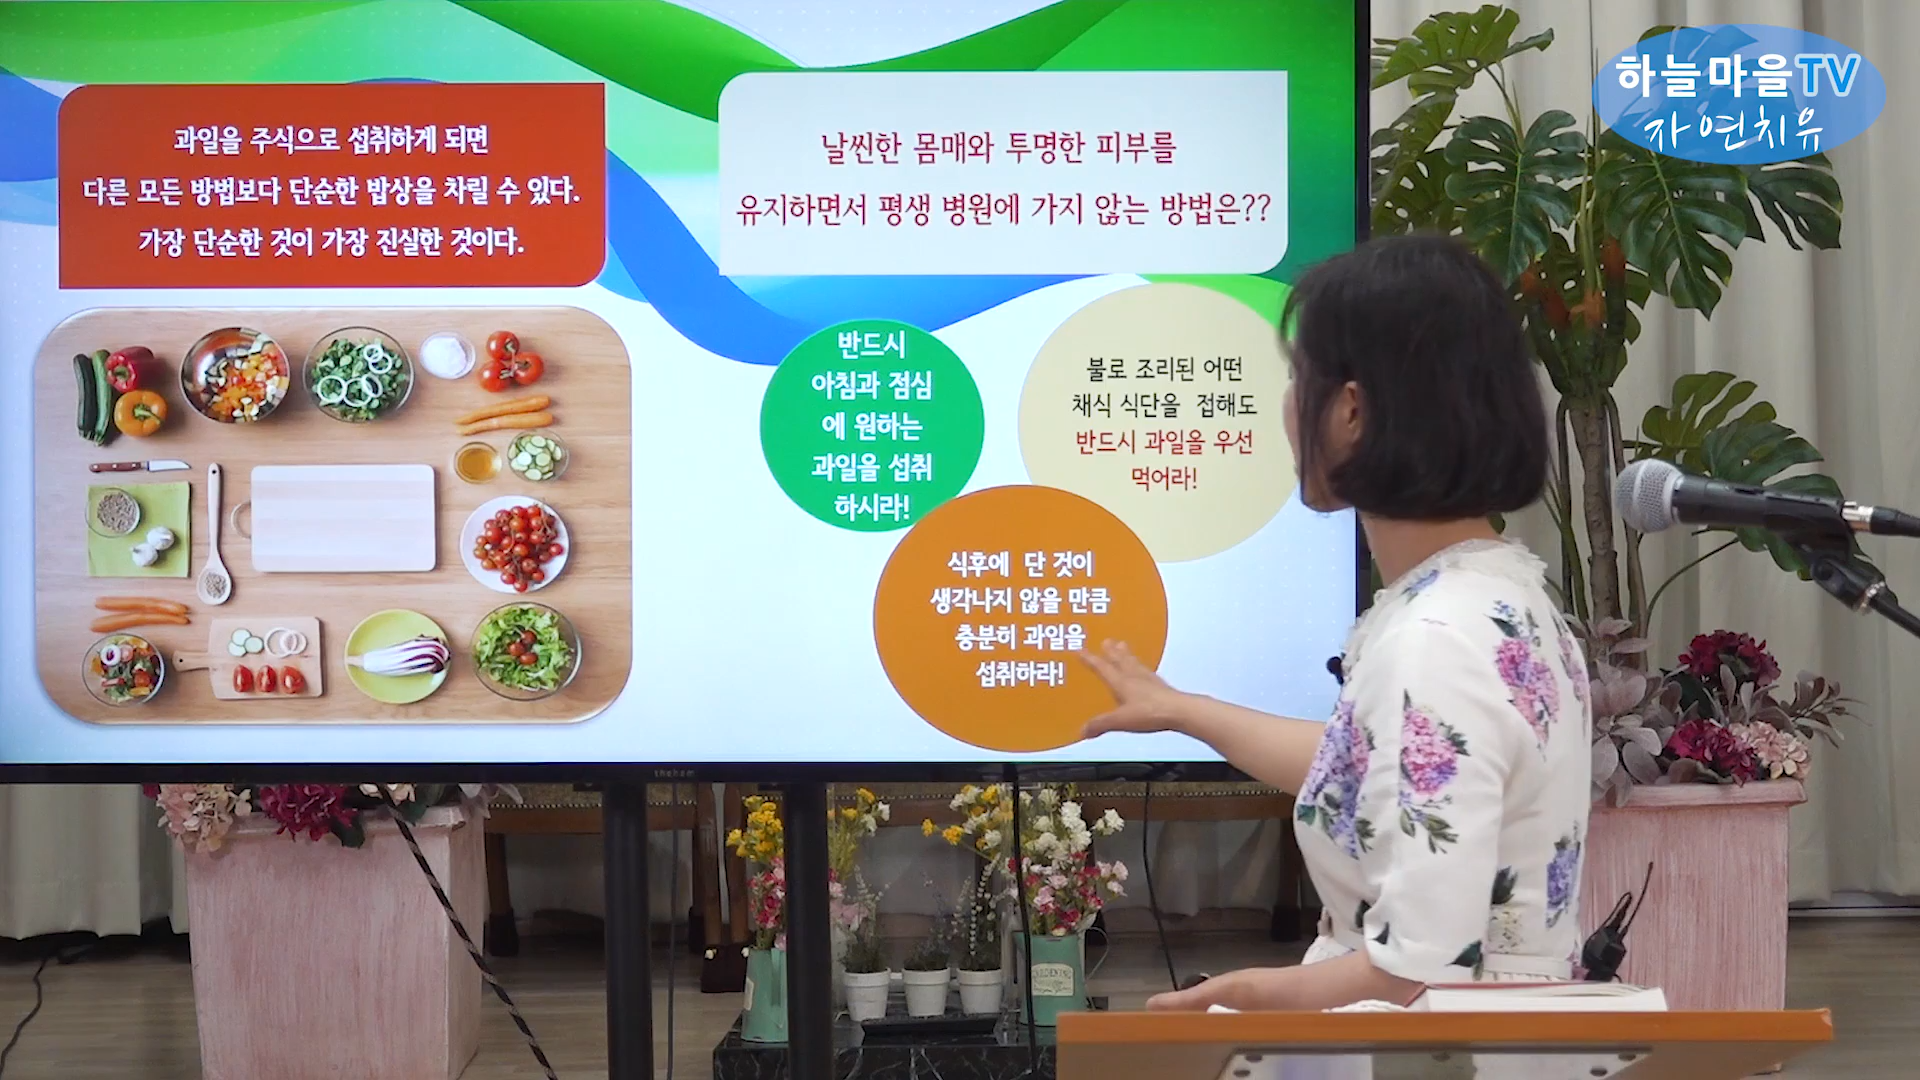 하늘마을TV
자연치유
과일을 주식으로 섭취하게 되면
다른 모든 방법보다 단순한 밥상을 차릴 수 있다.
가장 단순한 것이 가장 진실한 것이다.
날씬한 몸매와 투명한 피부를
유지하면서 평생 병원에 가지 않는 방법은??
반드시
아침과 점심
에 원하는
과일을 섭취
하시라!
불로 조리된 어떤
채식 식단을 접해도
반드시 과일을 우선
먹어라!
식후에 단 것이
생각나지 않을 만큼
충분히 과일을
섭취하라!